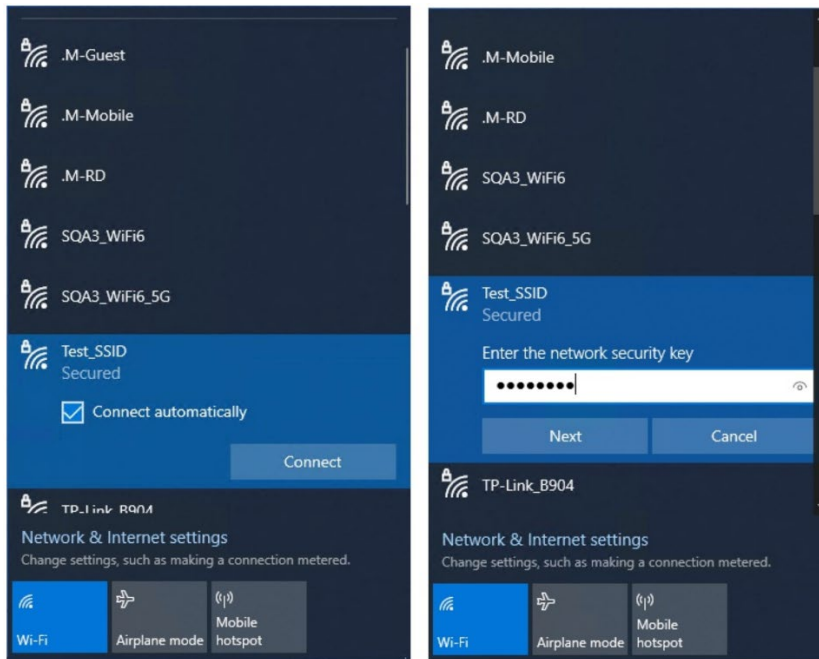 .M-Guest
.M-Mobile
.M-RD
SQA3_WiFi6
SQA3_WiFi6_5G
Test_SSID
Secured
Connect automatically
Connect
TP-Link_B904
Network & Internet settings
Change settings, such as making a connection metered.
Wi-Fi
Airplane mode
Mobile
hotspot
.M-Mobile
.M-RD
SQA3_WiFi6
SQA3_WiFi6_5G
Test_SSID
Secured
Enter the network security key
••••••••
Next
Cancel
TP-Link_B904
Network & Internet settings
Change settings, such as making a connection metered.
Wi-Fi
Airplane mode
Mobile
hotspot